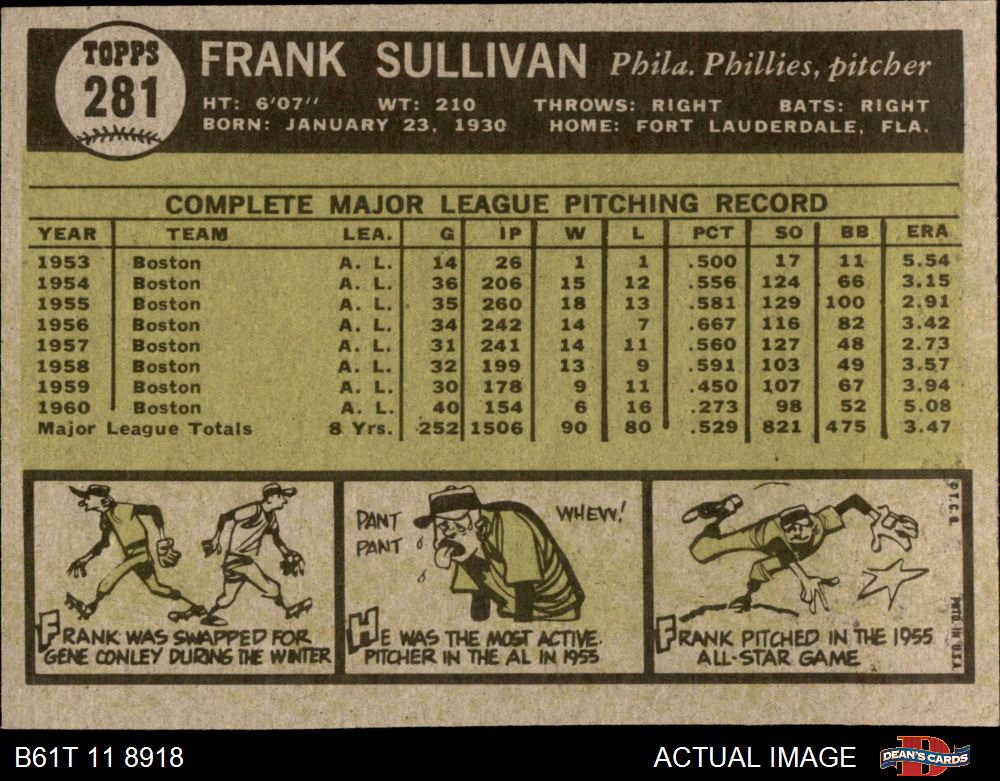 TOPPS
281
FRANK SULLIVAN Phila. Phillies, pitcher
HT: 6'07" WT: 210 THROWS: RIGHT BATS: RIGHT
BORN: JANUARY 23, 1930 HOME: FORT LAUDERDALE, FLA.
COMPLETE MAJOR LEAGUE PITCHING RECORD
YEAR TEAM LEA. G IP W L PCT SO BB ERA
1953 Boston A. L. 14 26 1 1 .500 17 11 5.54
1954 Boston A. L. 36 206 15 12 .556 124 66 3.15
1955 Boston A. L. 35 260 18 13 .581 129 100 2.91
1956 Boston A. L. 34 242 14 7 .667 116 82 3.42
1957 Boston A. L. 31 241 14 11 .560 127 48 2.73
1958 Boston A. L. 32 199 13 9 .591 103 49 3.57
1959 Boston A. L. 30 178 9 11 .450 107 67 3.94
1960 Boston A. L. 40 154 6 16 .273 98 52 5.08
Major League Totals 8 Yrs. 252 1506 90 80 .529 821 475 3.47
FRANK WAS SWAPPED FOR
GENE CONLEY DURING THE WINTER
PANT
PANT
WHEW!
HE WAS THE MOST ACTIVE
PITCHER IN THE AL IN 1955
FRANK PITCHED IN THE 1955
ALL-STAR GAME
© T. C. G.
PRTD. IN U.S.A.
B61T 11 8918 ACTUAL IMAGE DEAN'S CARDS